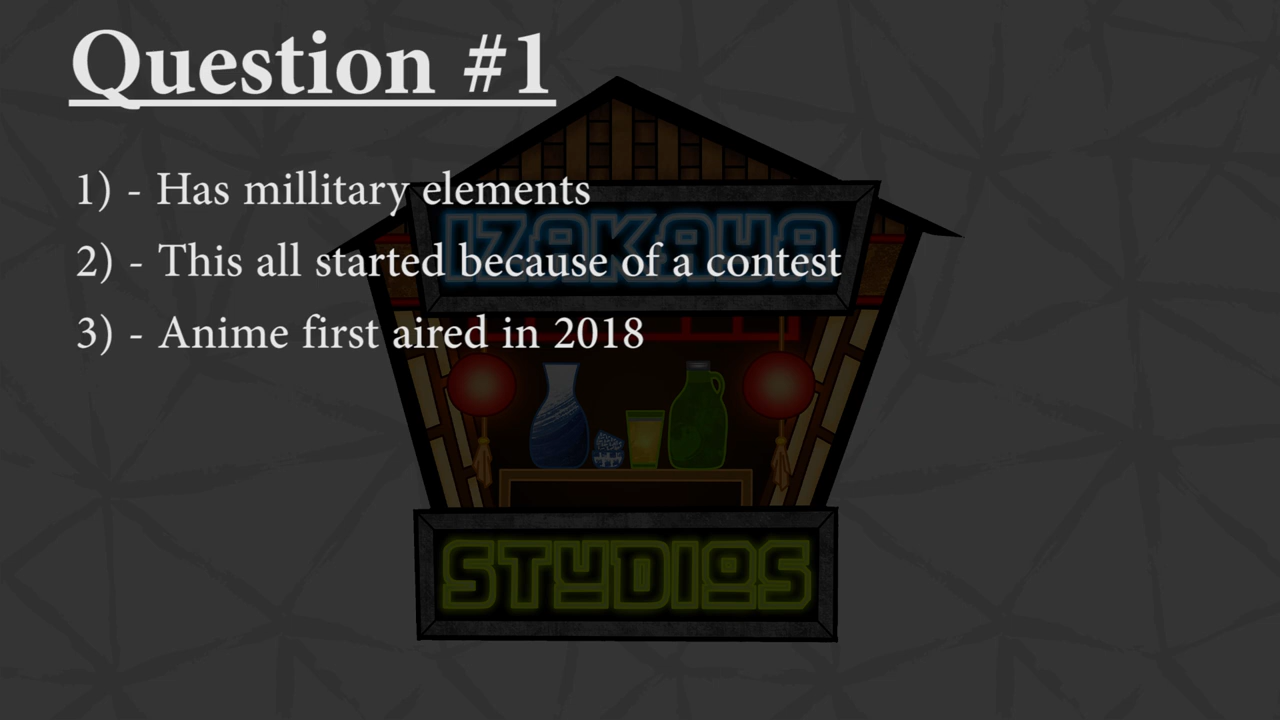 Question #1
1) - Has millitary elements
2) - This all started because of a contest
3) - Anime first aired in 2018
IZAKAYA
STUDIOS